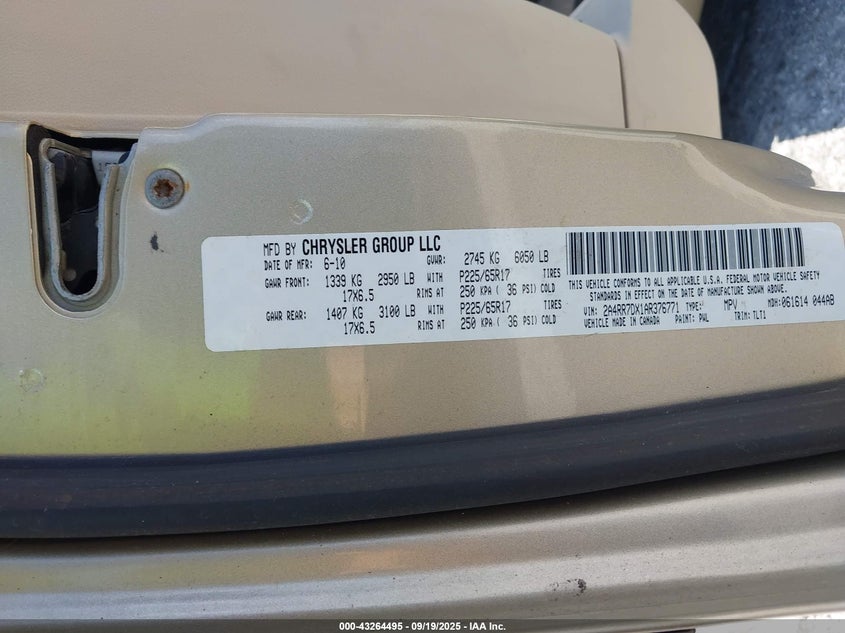 MFD BY CHRYSLER GROUP LLC
DATE OF MFR: 6-10 GVWR: 2745 KG 6050 LB
GAWR FRONT: 1339 KG 2950 LB WITH P225/65R17 TIRES
17X6.5 RIMS AT 250 KPA ( 36 PSI) COLD
GAWR REAR: 1407 KG 3100 LB WITH P225/65R17 TIRES
17X6.5 RIMS AT 250 KPA ( 36 PSI) COLD
THIS VEHICLE CONFORMS TO ALL APPLICABLE U.S.A. FEDERAL MOTOR VEHICLE SAFETY
STANDARDS IN EFFECT ON THE DATE OF MANUFACTURE SHOWN ABOVE.
VIN: 2A4RR7DX1AR376771 TYPE: MPV MDH: 061614 044AB
VEHICLE MADE IN CANADA PAINT: PWL TRIM: TLT1
000-43264495 - 09/19/2025 - IAA Inc.